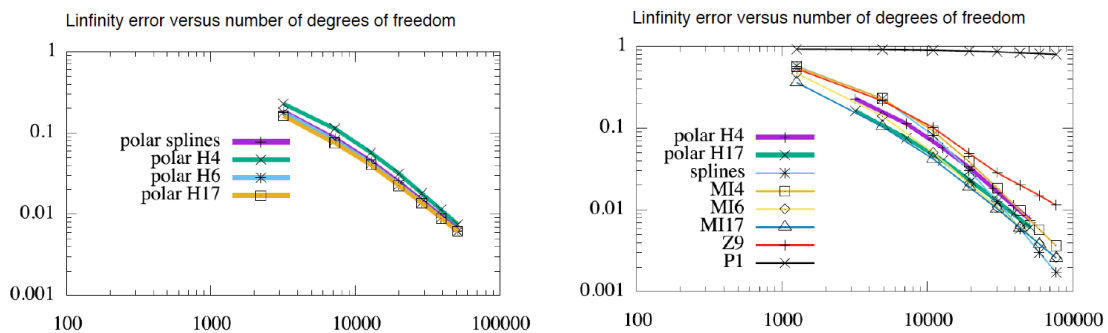 Linfinity error versus number of degrees of freedom
1
0.1
0.01
0.001
100
1000
10000
100000
polar splines
polar H4
polar H6
polar H17
Linfinity error versus number of degrees of freedom
1
0.1
0.01
0.001
100
1000
10000
100000
polar H4
polar H17
splines
MI4
MI6
MI17
Z9
P1